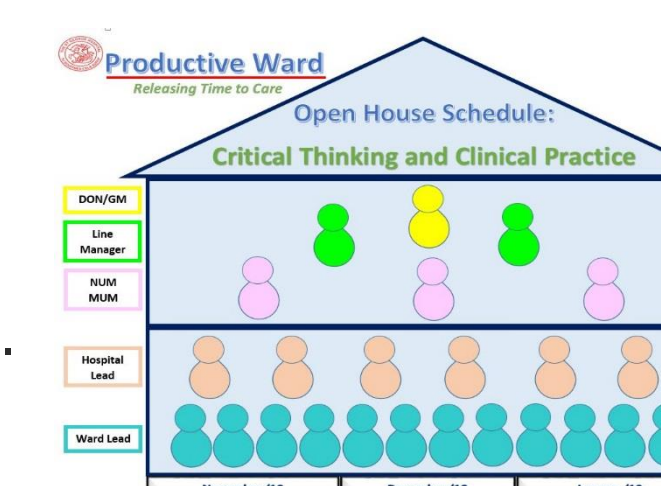 Productive Ward
Releasing Time to Care
Open House Schedule:
Critical Thinking and Clinical Practice
DON/GM
Line
Manager
NUM
MUM
Hospital
Lead
Ward Lead